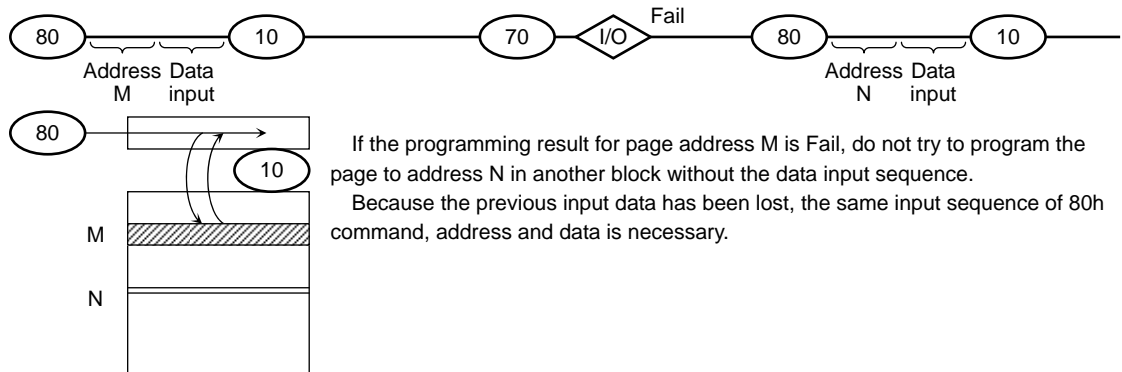 Fail
80 10 70 I/O 80 10
Address Data Address Data
M input N input
80
If the programming result for page address M is Fail, do not try to program the
10
page to address N in another block without the data input sequence.
Because the previous input data has been lost, the same input sequence of 80h
M
command, address and data is necessary.
N